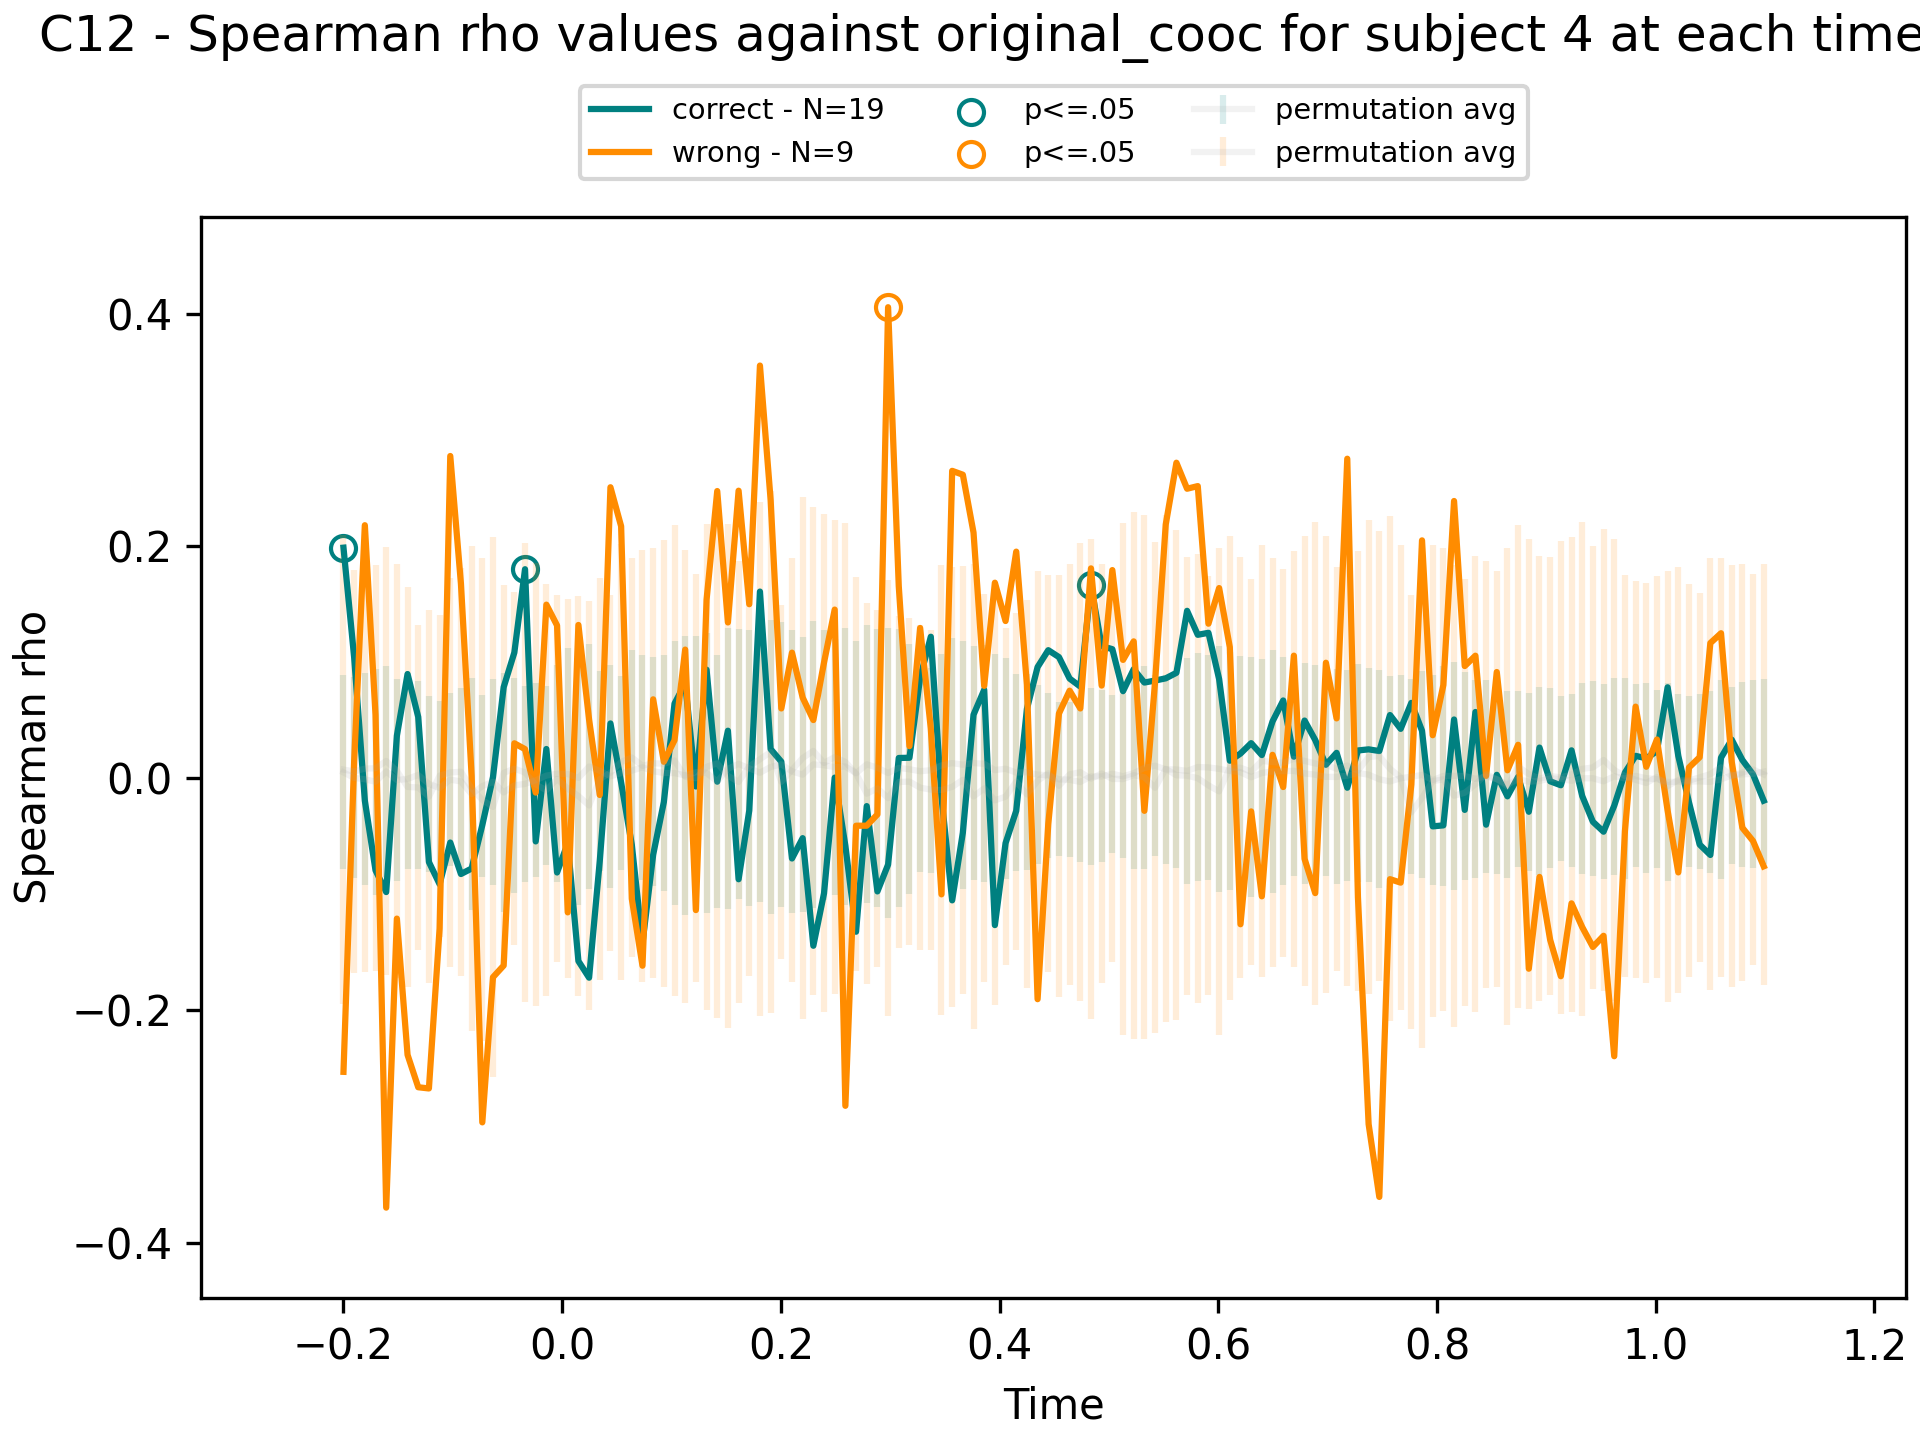 C12 - Spearman rho values against original_cooc for subject 4 at each time
correct - N=19
wrong - N=9
p<=.05
p<=.05
permutation avg
permutation avg
Spearman rho
0.4
0.2
0.0
−0.2
−0.4
−0.2 0.0 0.2 0.4 0.6 0.8 1.0 1.2
Time